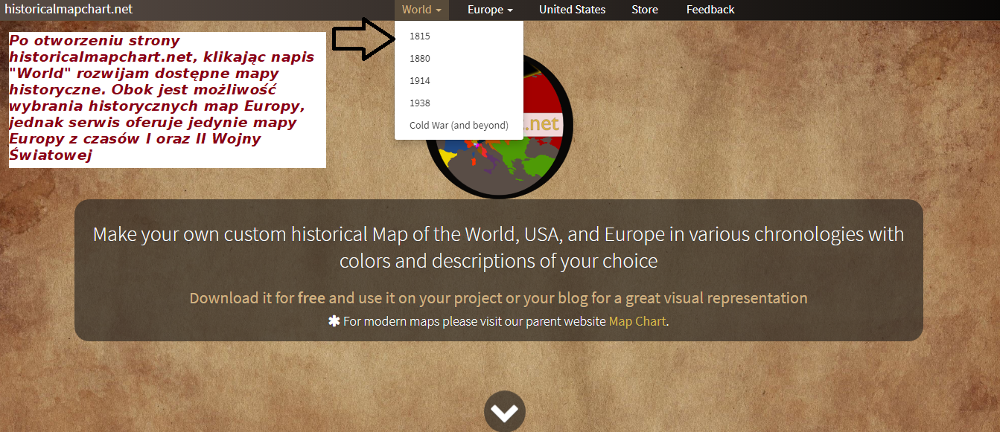 historicalmapchart.net
World
Europe
United States
Store
Feedback
Po otworzeniu strony
historicalmapchart.net, klikając napis
"World" rozwijam dostępne mapy
historyczne. Obok jest możliwość
wybrania historycznych map Europy,
jednak serwis oferuje jedynie mapy
Europy z czasów I oraz II Wojny
Światowej
1815
1880
1914
1938
Cold War (and beyond)
.net
Make your own custom historical Map of the World, USA, and Europe in various chronologies with
colors and descriptions of your choice
Download it for free and use it on your project or your blog for a great visual representation
✱ For modern maps please visit our parent website Map Chart.